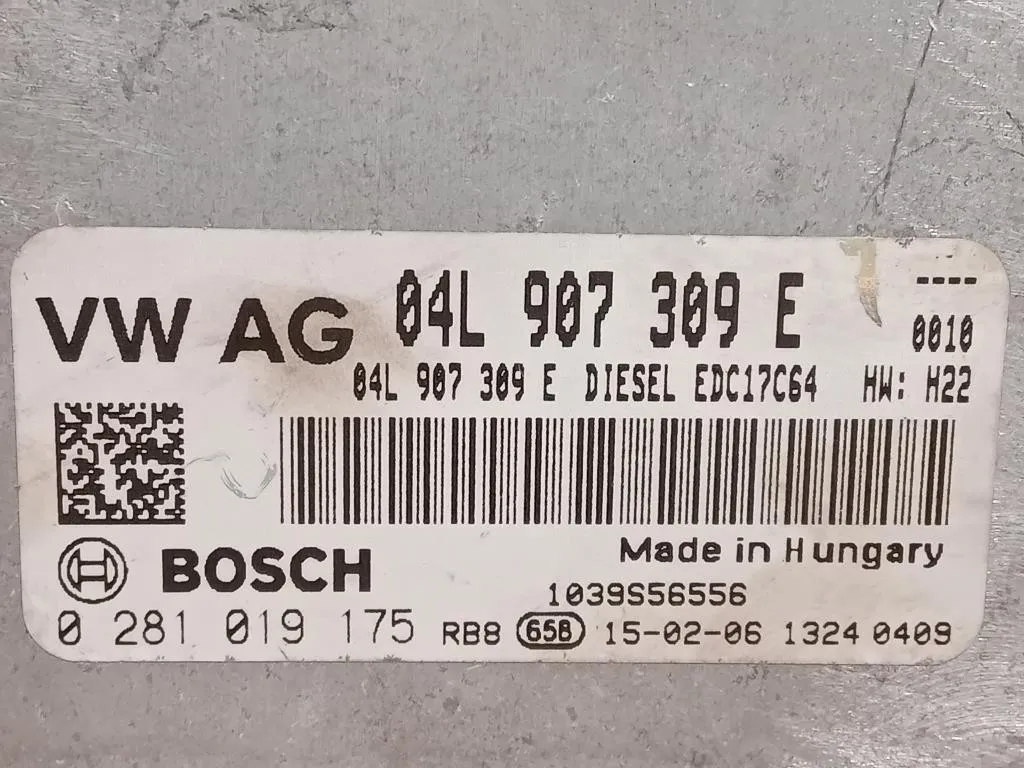 VW AG 04L 907 309 E ----
0010
04L 907 309 E DIESEL EDC17C64 HW: H22
BOSCH Made in Hungary
1039S56556
0 281 019 175 RB8 65B 15-02-06 1324 0409